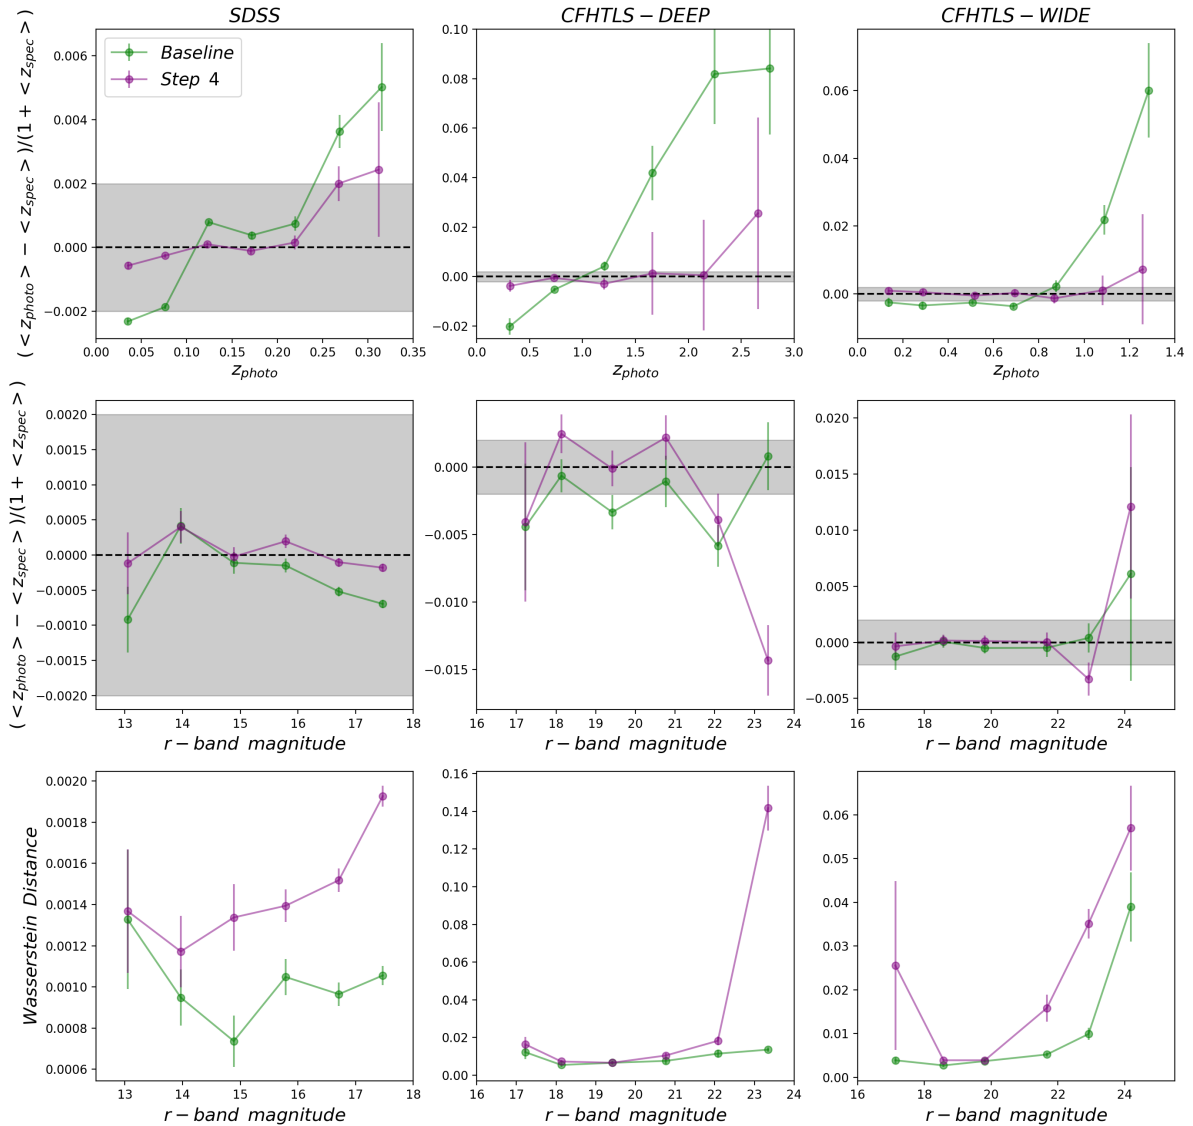 SDSS
CFHTLS − DEEP
CFHTLS − WIDE
(< z_photo > − < z_spec >)/(1 + < z_spec >)
Baseline
Step 4
0.006
0.004
0.002
0.000
−0.002
0.00 0.05 0.10 0.15 0.20 0.25 0.30 0.35
z_photo
0.10
0.08
0.06
0.04
0.02
0.00
−0.02
0.0 0.5 1.0 1.5 2.0 2.5 3.0
z_photo
0.06
0.04
0.02
0.00
0.0 0.2 0.4 0.6 0.8 1.0 1.2 1.4
z_photo
(< z_photo > − < z_spec >)/(1 + < z_spec >)
0.0020
0.0015
0.0010
0.0005
0.0000
−0.0005
−0.0010
−0.0015
−0.0020
13 14 15 16 17 18
r − band magnitude
0.000
−0.005
−0.010
−0.015
16 17 18 19 20 21 22 23 24
r − band magnitude
0.020
0.015
0.010
0.005
0.000
−0.005
16 18 20 22 24
r − band magnitude
Wasserstein Distance
0.0020
0.0018
0.0016
0.0014
0.0012
0.0010
0.0008
0.0006
13 14 15 16 17 18
r − band magnitude
0.16
0.14
0.12
0.10
0.08
0.06
0.04
0.02
0.00
16 17 18 19 20 21 22 23 24
r − band magnitude
0.06
0.05
0.04
0.03
0.02
0.01
0.00
16 18 20 22 24
r − band magnitude